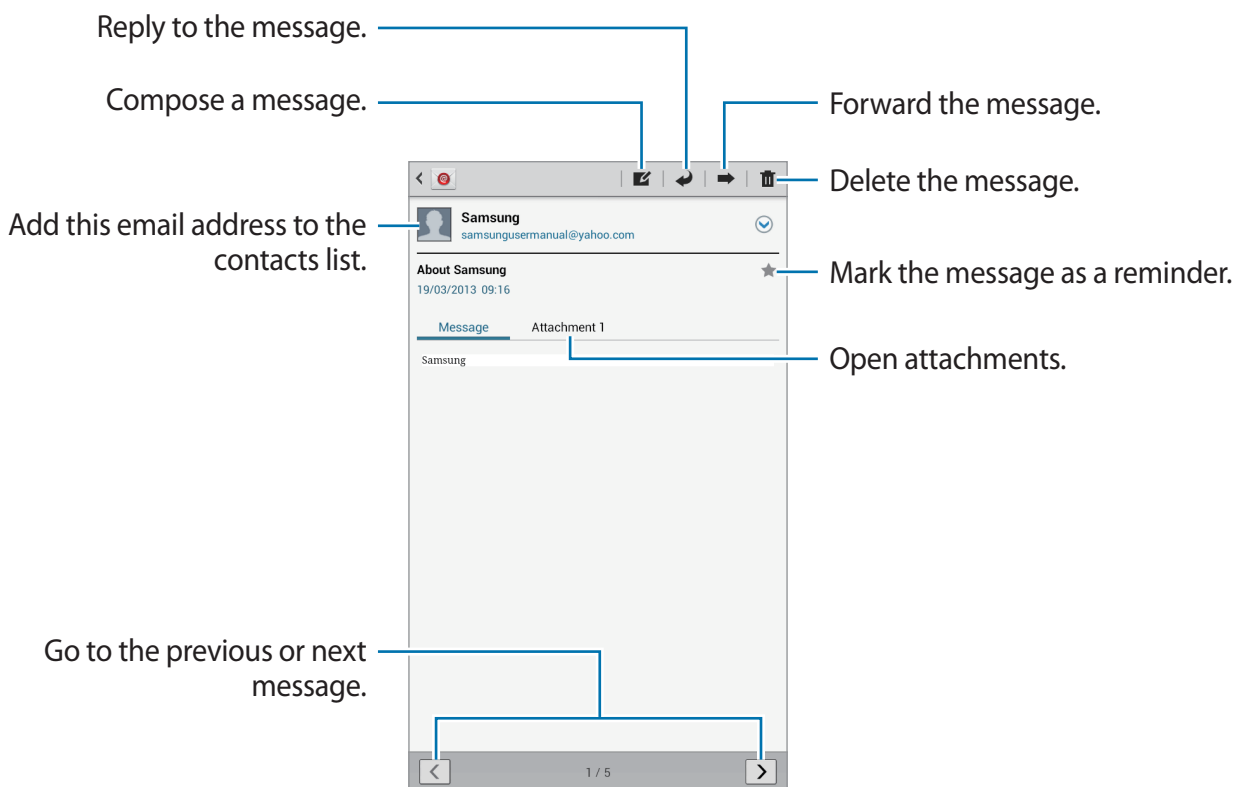 Reply to the message.
Compose a message.
Forward the message.
Delete the message.
Samsung
samsungusermanual@yahoo.com
Add this email address to the
contacts list.
About Samsung
19/03/2013 09:16
Mark the message as a reminder.
Message Attachment 1
Samsung
Open attachments.
Go to the previous or next
message.
1 / 5